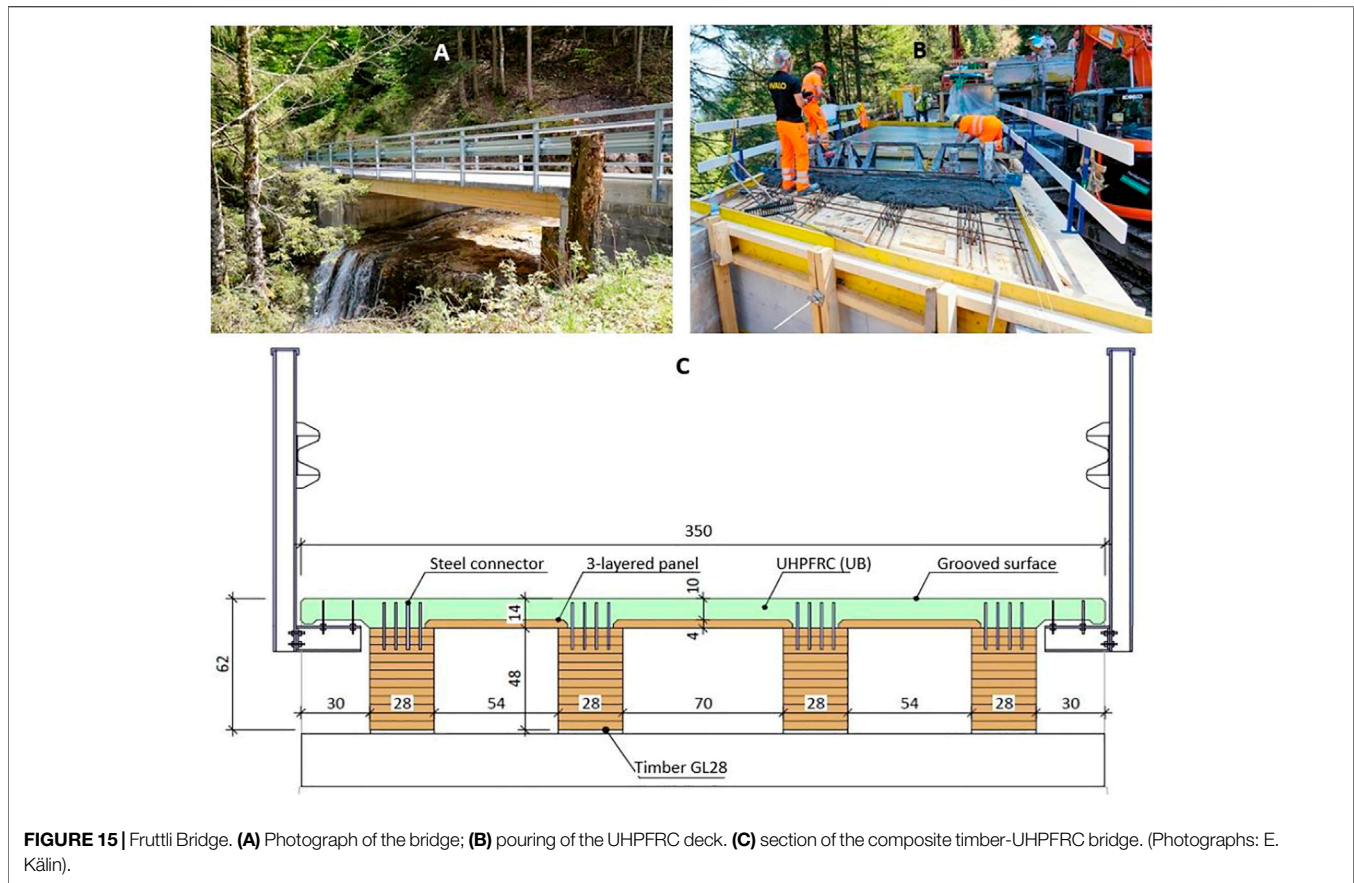 A
B
WALO
C
350
Steel connector
3-layered panel
UHPFRC (UB)
Grooved surface
10
14
4
62
48
30
28
54
28
70
28
54
28
30
Timber GL28
FIGURE 15 | Fruttli Bridge. (A) Photograph of the bridge; (B) pouring of the UHPFRC deck. (C) section of the composite timber-UHPFRC bridge. (Photographs: E.
Kälin).